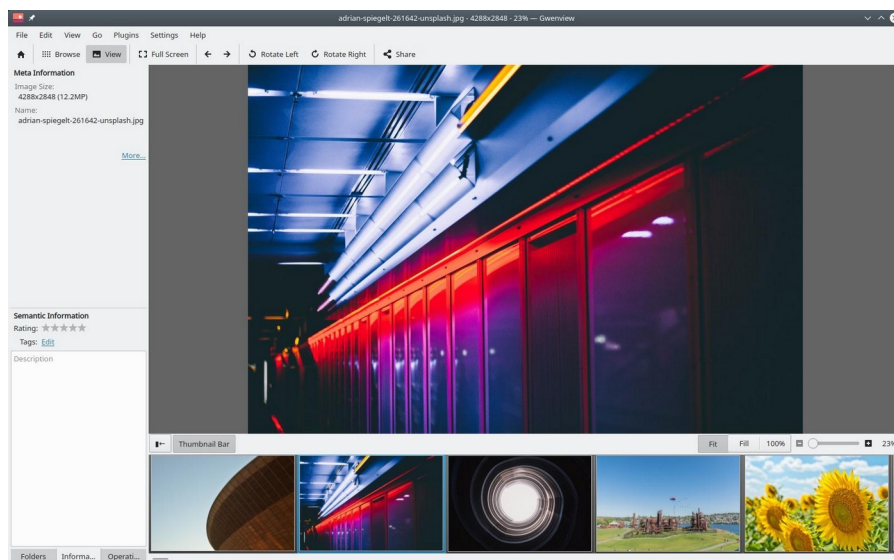 adrian-spiegelt-261642-unsplash.jpg - 4288x2848 - 23% — Gwenview
File Edit View Go Plugins Settings Help
Browse View Full Screen Rotate Left Rotate Right Share
Meta Information
Image Size:
4288x2848 (12.2MP)
Name:
adrian-spiegelt-261642-unsplash.jpg
More...
Semantic Information
Rating:
Tags: Edit
Description
Thumbnail Bar Fit Fill 100% 23%
Folders Informa... Operati...